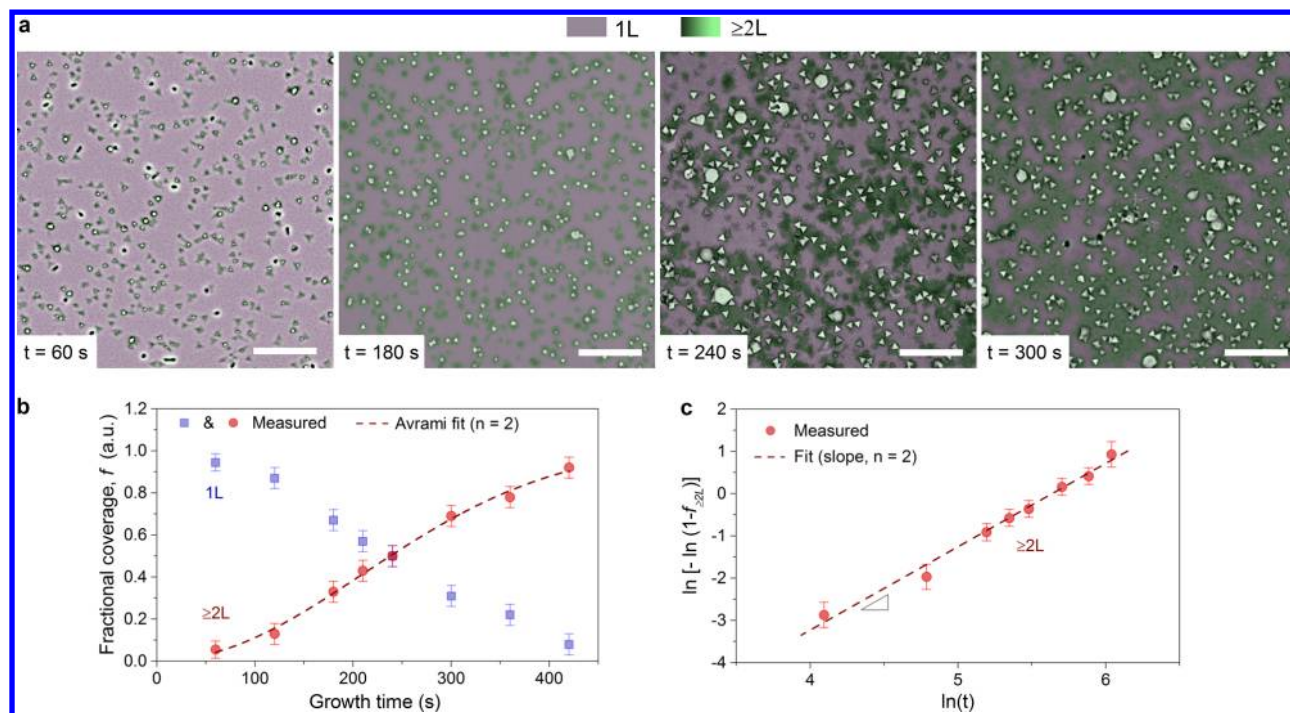 a
1L ≥2L
t = 60 s
t = 180 s
t = 240 s
t = 300 s
b
& Measured Avrami fit (n = 2)
1L
≥2L
Fractional coverage, f (a.u.)
1.2
1.0
0.8
0.6
0.4
0.2
0.0
0 100 200 300 400
Growth time (s)
c
Measured
Fit (slope, n = 2)
≥2L
ln [- ln (1-f≥2L)]
2
1
0
-1
-2
-3
-4
4 5 6
ln(t)